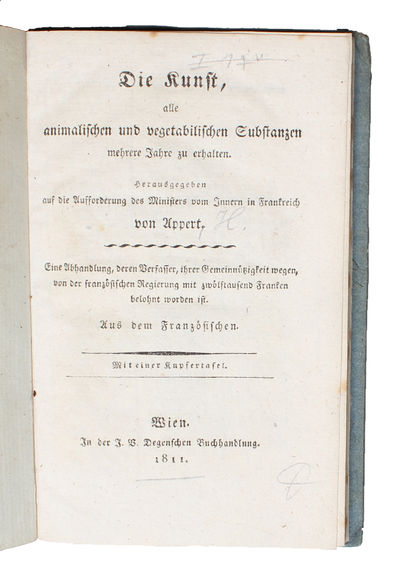 Die Kunst,
alle
animalischen und vegetabilischen Substanzen
mehrere Jahre zu erhalten.
Herausgegeben
auf die Aufforderung des Ministers vom Innern in Frankreich
von Appert. H.
Eine Abhandlung, deren Verfasser, ihrer Gemeinnützigkeit wegen,
von der französischen Regierung mit zwölftausend Franken
belohnt worden ist.
Aus dem Französischen.
Mit einer Kupfertafel.
Wien.
In der J. V. Degenschen Buchhandlung.
1811.